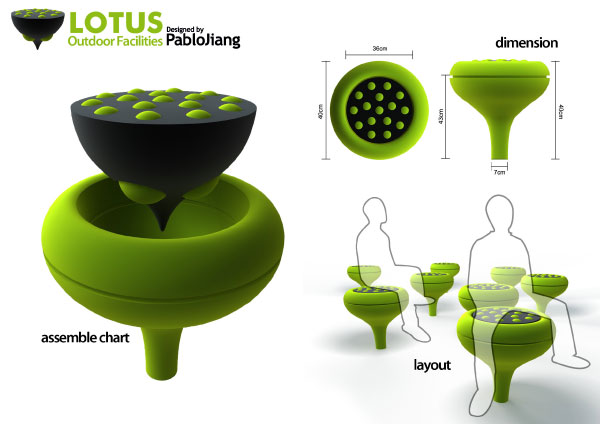 LOTUS
Outdoor Facilities
Designed by
PabloJiang
dimension
36cm
40cm
43cm
40cm
7cm
assemble chart
layout